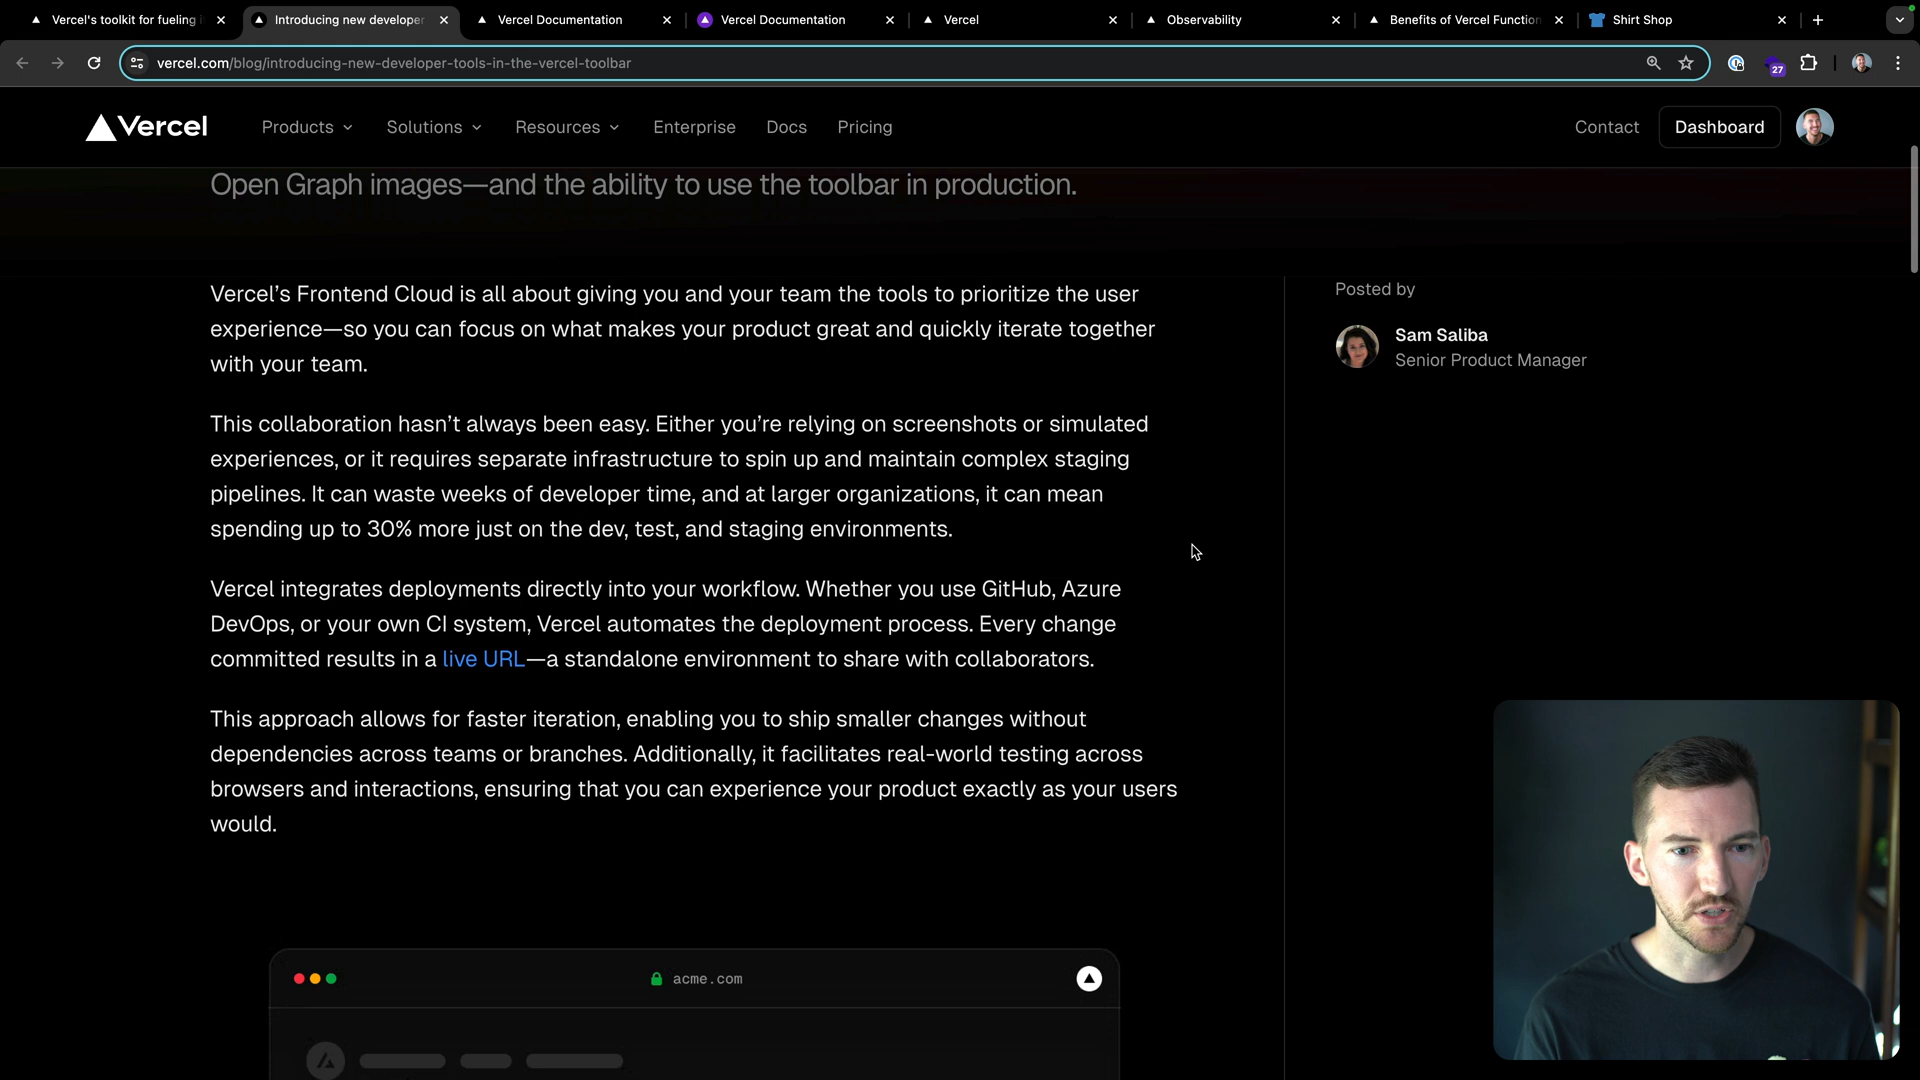 Vercel's toolkit for fueling
Introducing new developer
Vercel Documentation
Vercel Documentation
Vercel
Observability
Benefits of Vercel Function
Shirt Shop
vercel.com/blog/introducing-new-developer-tools-in-the-vercel-toolbar
27
Vercel
Products
Solutions
Resources
Enterprise
Docs
Pricing
Contact
Dashboard
Open Graph images—and the ability to use the toolbar in production.
Vercel’s Frontend Cloud is all about giving you and your team the tools to prioritize the user
experience—so you can focus on what makes your product great and quickly iterate together
with your team.
Posted by
Sam Saliba
Senior Product Manager
This collaboration hasn’t always been easy. Either you’re relying on screenshots or simulated
experiences, or it requires separate infrastructure to spin up and maintain complex staging
pipelines. It can waste weeks of developer time, and at larger organizations, it can mean
spending up to 30% more just on the dev, test, and staging environments.
Vercel integrates deployments directly into your workflow. Whether you use GitHub, Azure
DevOps, or your own CI system, Vercel automates the deployment process. Every change
committed results in a live URL—a standalone environment to share with collaborators.
This approach allows for faster iteration, enabling you to ship smaller changes without
dependencies across teams or branches. Additionally, it facilitates real-world testing across
browsers and interactions, ensuring that you can experience your product exactly as your users
would.
acme.com